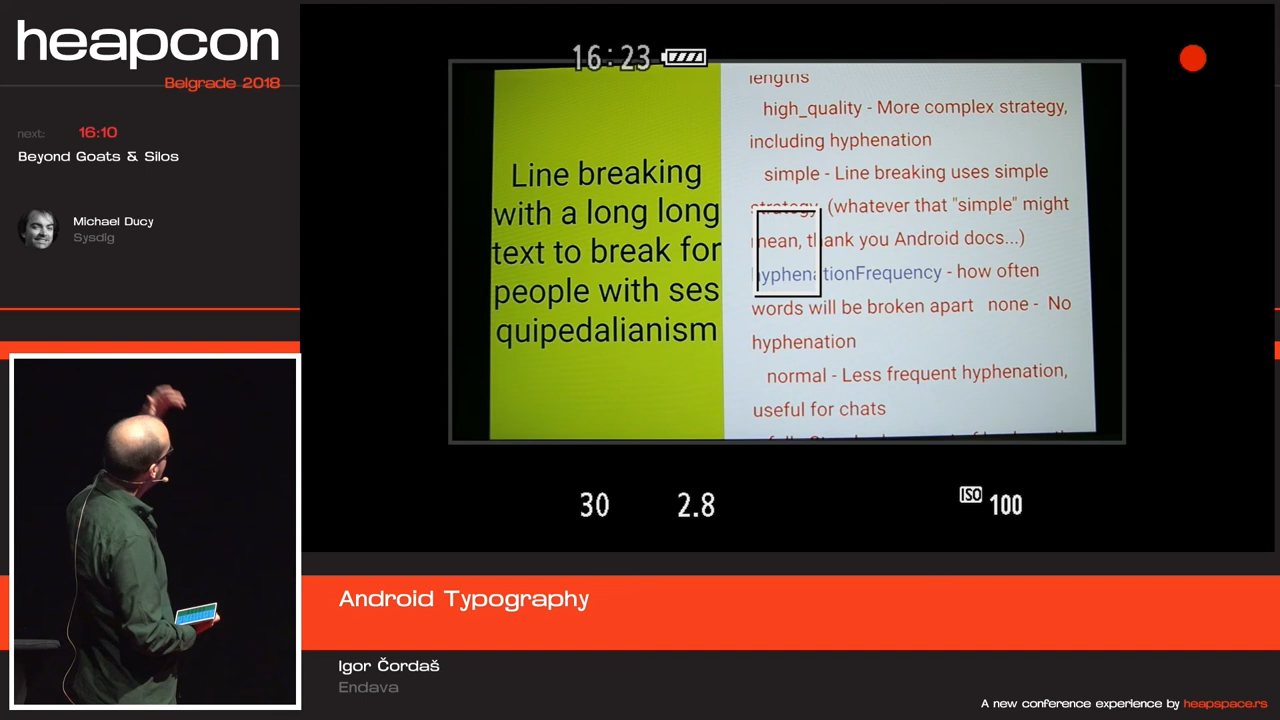 heapcon
Belgrade 2018
next: 16:10
Beyond Goats & Silos
Michael Ducy
Sysdig
16:23
Line breaking
with a long long
text to break for
people with ses
quipedalianism
lengths
high_quality - More complex strategy,
including hyphenation
simple - Line breaking uses simple
strategy (whatever that "simple" might
mean, thank you Android docs...)
hyphenationFrequency - how often
words will be broken apart none - No
hyphenation
normal - Less frequent hyphenation,
useful for chats
30 2.8 ISO 100
Android Typography
Igor Čordaš
Endava
A new conference experience by heapspace.rs